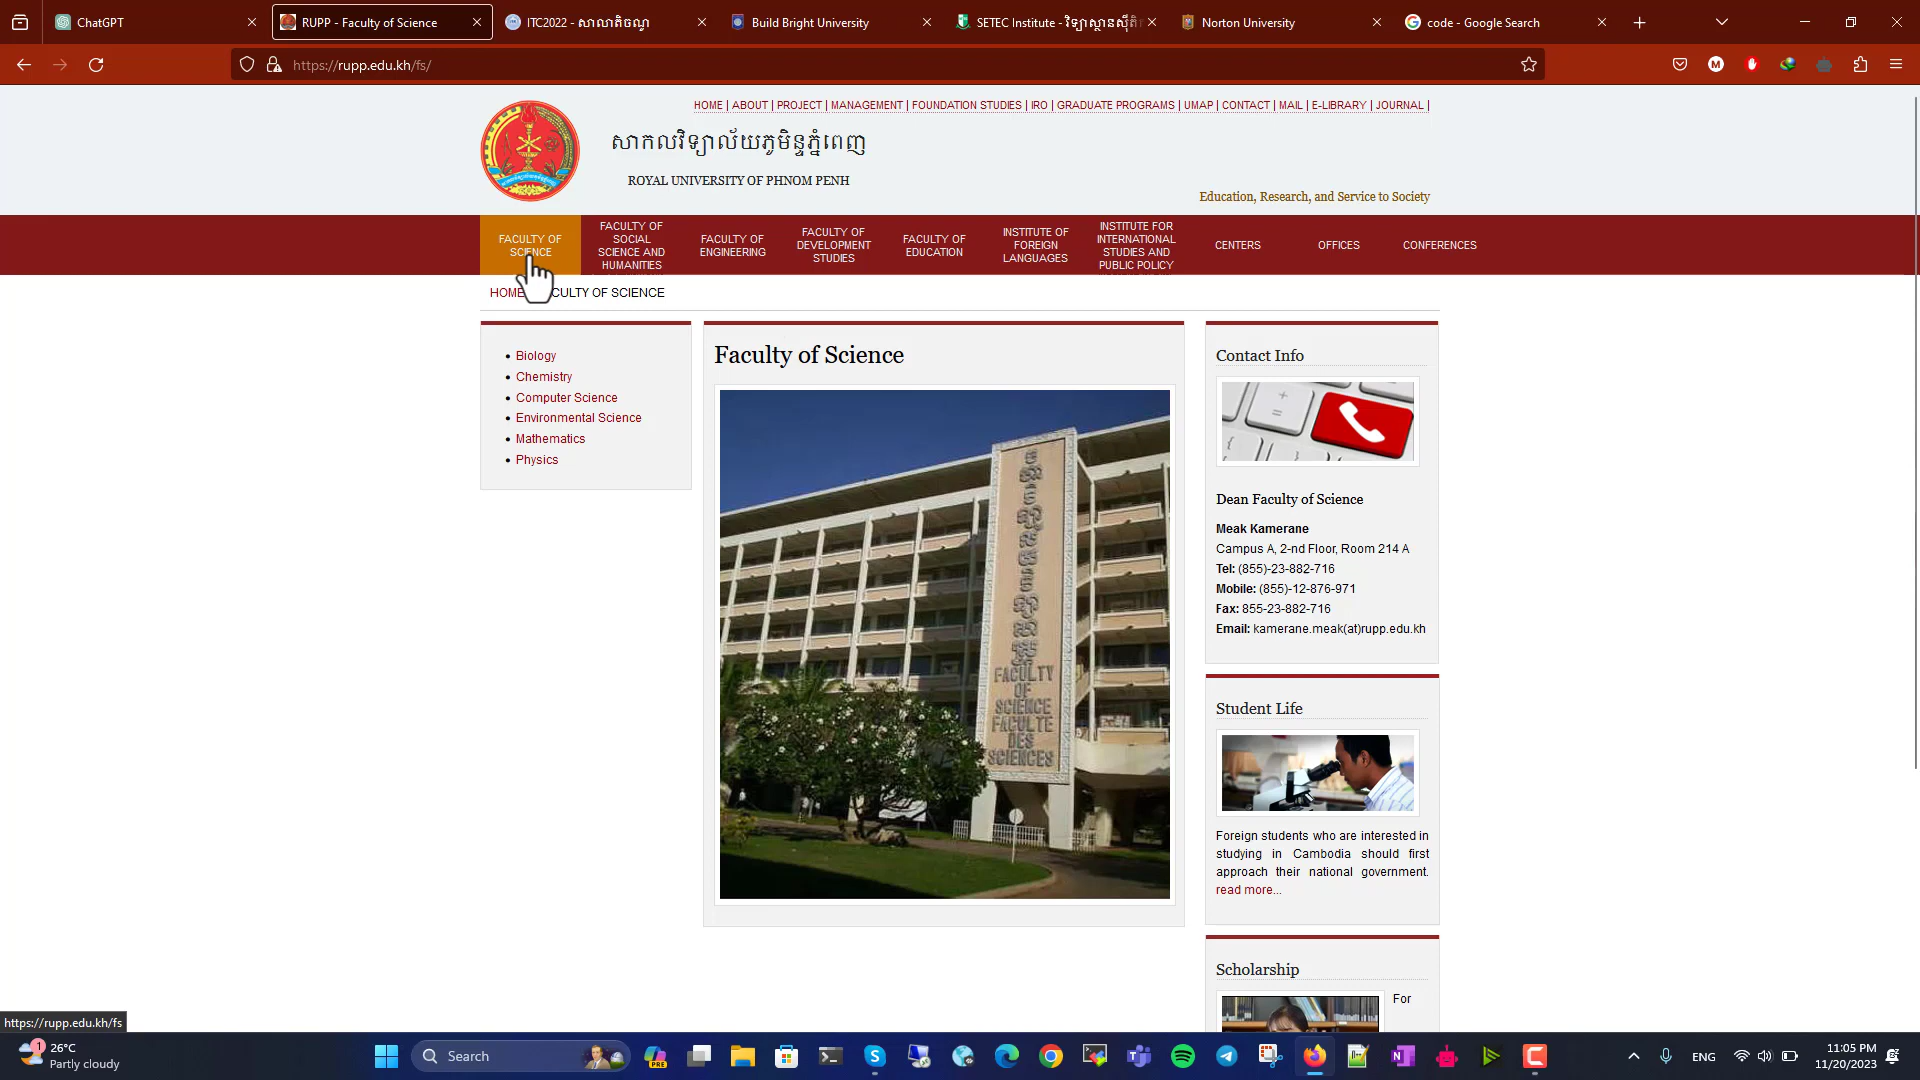 ChatGPT
RUPP - Faculty of Science
ITC2022 - សាលាតិចណូ
Build Bright University
SETEC Institute - វិទ្យាស្ថានស៊ីតិ
Norton University
code - Google Search
https://rupp.edu.kh/fs/
HOME | ABOUT | PROJECT | MANAGEMENT | FOUNDATION STUDIES | IRO | GRADUATE PROGRAMS | UMAP | CONTACT | MAIL | E-LIBRARY | JOURNAL |
សាកលវិទ្យាល័យភូមិន្ទភ្នំពេញ
ROYAL UNIVERSITY OF PHNOM PENH
Education, Research, and Service to Society
FACULTY OF
SCIENCE
FACULTY OF
SOCIAL
SCIENCE AND
HUMANITIES
FACULTY OF
ENGINEERING
FACULTY OF
DEVELOPMENT
STUDIES
FACULTY OF
EDUCATION
INSTITUTE OF
FOREIGN
LANGUAGES
INSTITUTE FOR
INTERNATIONAL
STUDIES AND
PUBLIC POLICY
CENTERS
OFFICES
CONFERENCES
HOME CULTY OF SCIENCE
Biology
Chemistry
Computer Science
Environmental Science
Mathematics
Physics
Faculty of Science
FACULTY
OF
SCIENCE
FACULTE
DES
SCIENCES
Contact Info
Dean Faculty of Science
Meak Kamerane
Campus A, 2-nd Floor, Room 214 A
Tel: (855)-23-882-716
Mobile: (855)-12-876-971
Fax: 855-23-882-716
Email: kamerane.meak(at)rupp.edu.kh
Student Life
Foreign students who are interested in
studying in Cambodia should first
approach their national government.
read more...
Scholarship
For
https://rupp.edu.kh/fs
1
26°C
Partly cloudy
Search
PRE
ENG
11:05 PM
11/20/2023